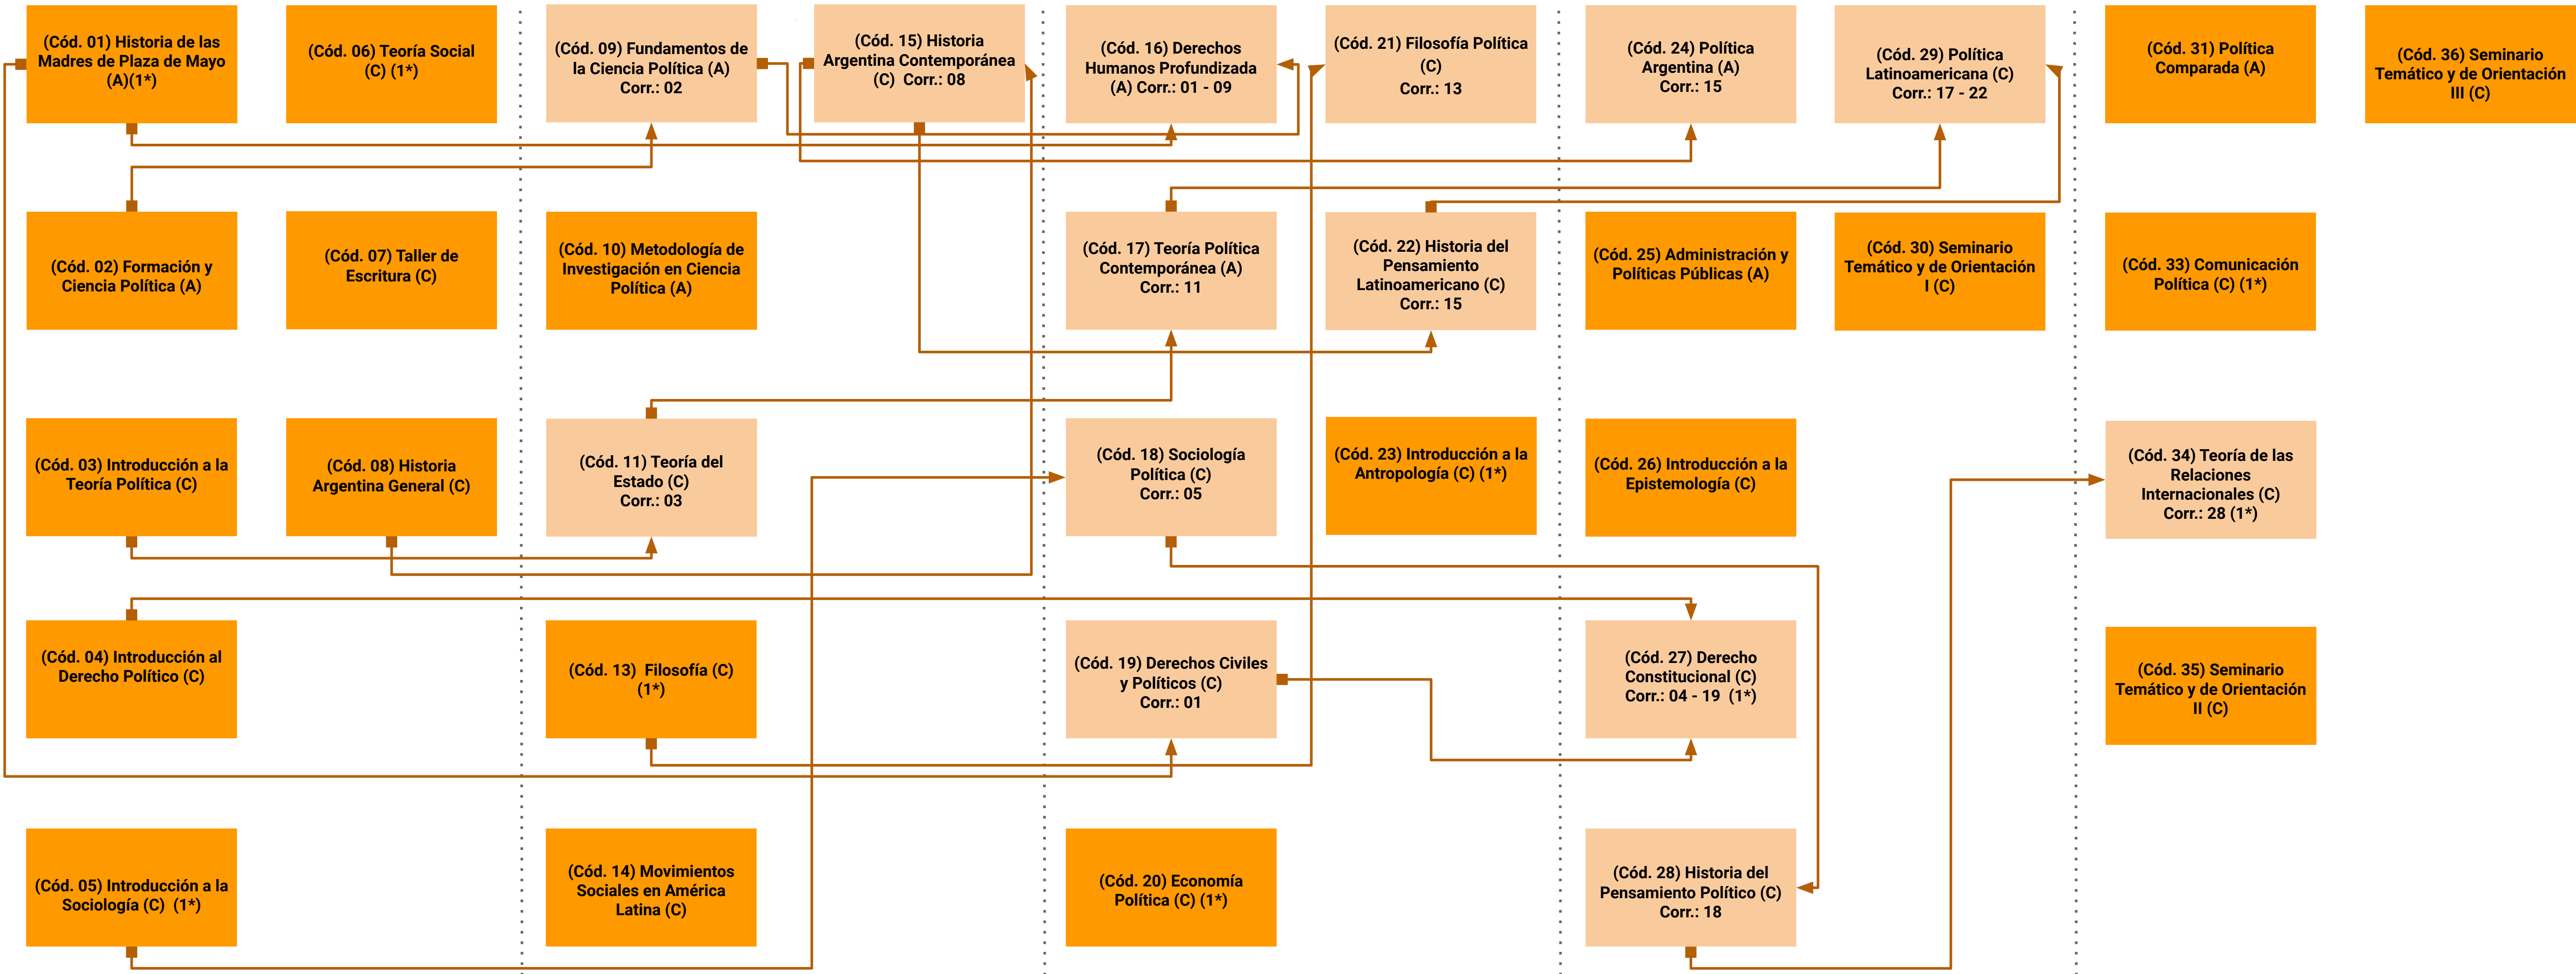 (Cód. 01) Historia de las
Madres de Plaza de Mayo
(A)(1*)
(Cód. 06) Teoría Social
(C) (1*)
(Cód. 09) Fundamentos de
la Ciencia Política (A)
Corr.: 02
(Cód. 15) Historia
Argentina Contemporánea
(C) Corr.: 08
(Cód. 16) Derechos
Humanos Profundizada
(A) Corr.: 01 - 09
(Cód. 21) Filosofía Política
(C)
Corr.: 13
(Cód. 24) Política
Argentina (A)
Corr.: 15
(Cód. 29) Política
Latinoamericana (C)
Corr.: 17 - 22
(Cód. 31) Política
Comparada (A)
(Cód. 36) Seminario
Temático y de Orientación
III (C)
(Cód. 02) Formación y
Ciencia Política (A)
(Cód. 07) Taller de
Escritura (C)
(Cód. 10) Metodología de
Investigación en Ciencia
Política (A)
(Cód. 17) Teoría Política
Contemporánea (A)
Corr.: 11
(Cód. 22) Historia del
Pensamiento
Latinoamericano (C)
Corr.: 15
(Cód. 25) Administración y
Políticas Públicas (A)
(Cód. 30) Seminario
Temático y de Orientación
I (C)
(Cód. 33) Comunicación
Política (C) (1*)
(Cód. 03) Introducción a la
Teoría Política (C)
(Cód. 08) Historia
Argentina General (C)
(Cód. 11) Teoría del
Estado (C)
Corr.: 03
(Cód. 18) Sociología
Política (C)
Corr.: 05
(Cód. 23) Introducción a la
Antropología (C) (1*)
(Cód. 26) Introducción a la
Epistemología (C)
(Cód. 34) Teoría de las
Relaciones
Internacionales (C)
Corr.: 28 (1*)
(Cód. 04) Introducción al
Derecho Político (C)
(Cód. 13) Filosofía (C)
(1*)
(Cód. 19) Derechos Civiles
y Políticos (C)
Corr.: 01
(Cód. 27) Derecho
Constitucional (C)
Corr.: 04 - 19 (1*)
(Cód. 35) Seminario
Temático y de Orientación
II (C)
(Cód. 05) Introducción a la
Sociología (C) (1*)
(Cód. 14) Movimientos
Sociales en América
Latina (C)
(Cód. 20) Economía
Política (C) (1*)
(Cód. 28) Historia del
Pensamiento Político (C)
Corr.: 18